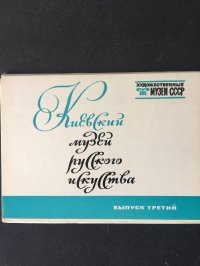 ХУДОЖЕСТВЕННЫЕ
МУЗЕИ СССР
Киевский
музей
русского
искусства
ВЫПУСК ТРЕТИЙ